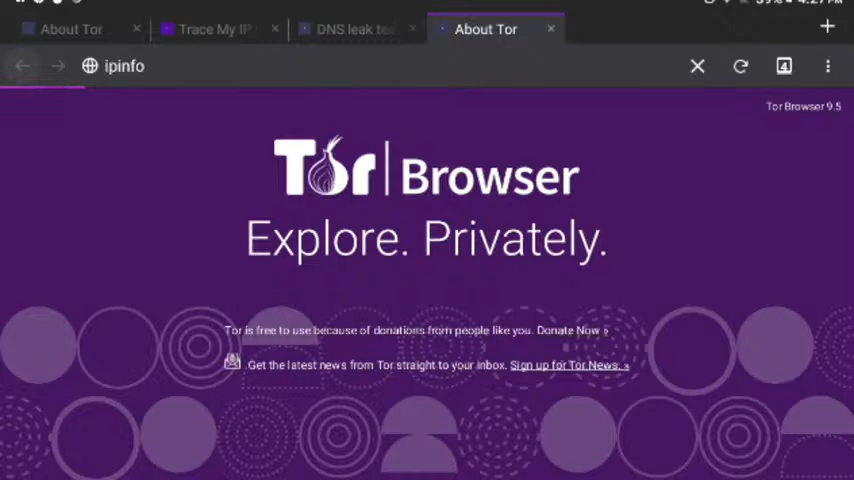 About Tor
Trace My IP
DNS leak tes
About Tor
ipinfo
4
Tor Browser 9.5
Tor Browser
Explore. Privately.
Tor is free to use because of donations from people like you. Donate Now »
Get the latest news from Tor straight to your inbox. Sign up for Tor News. »